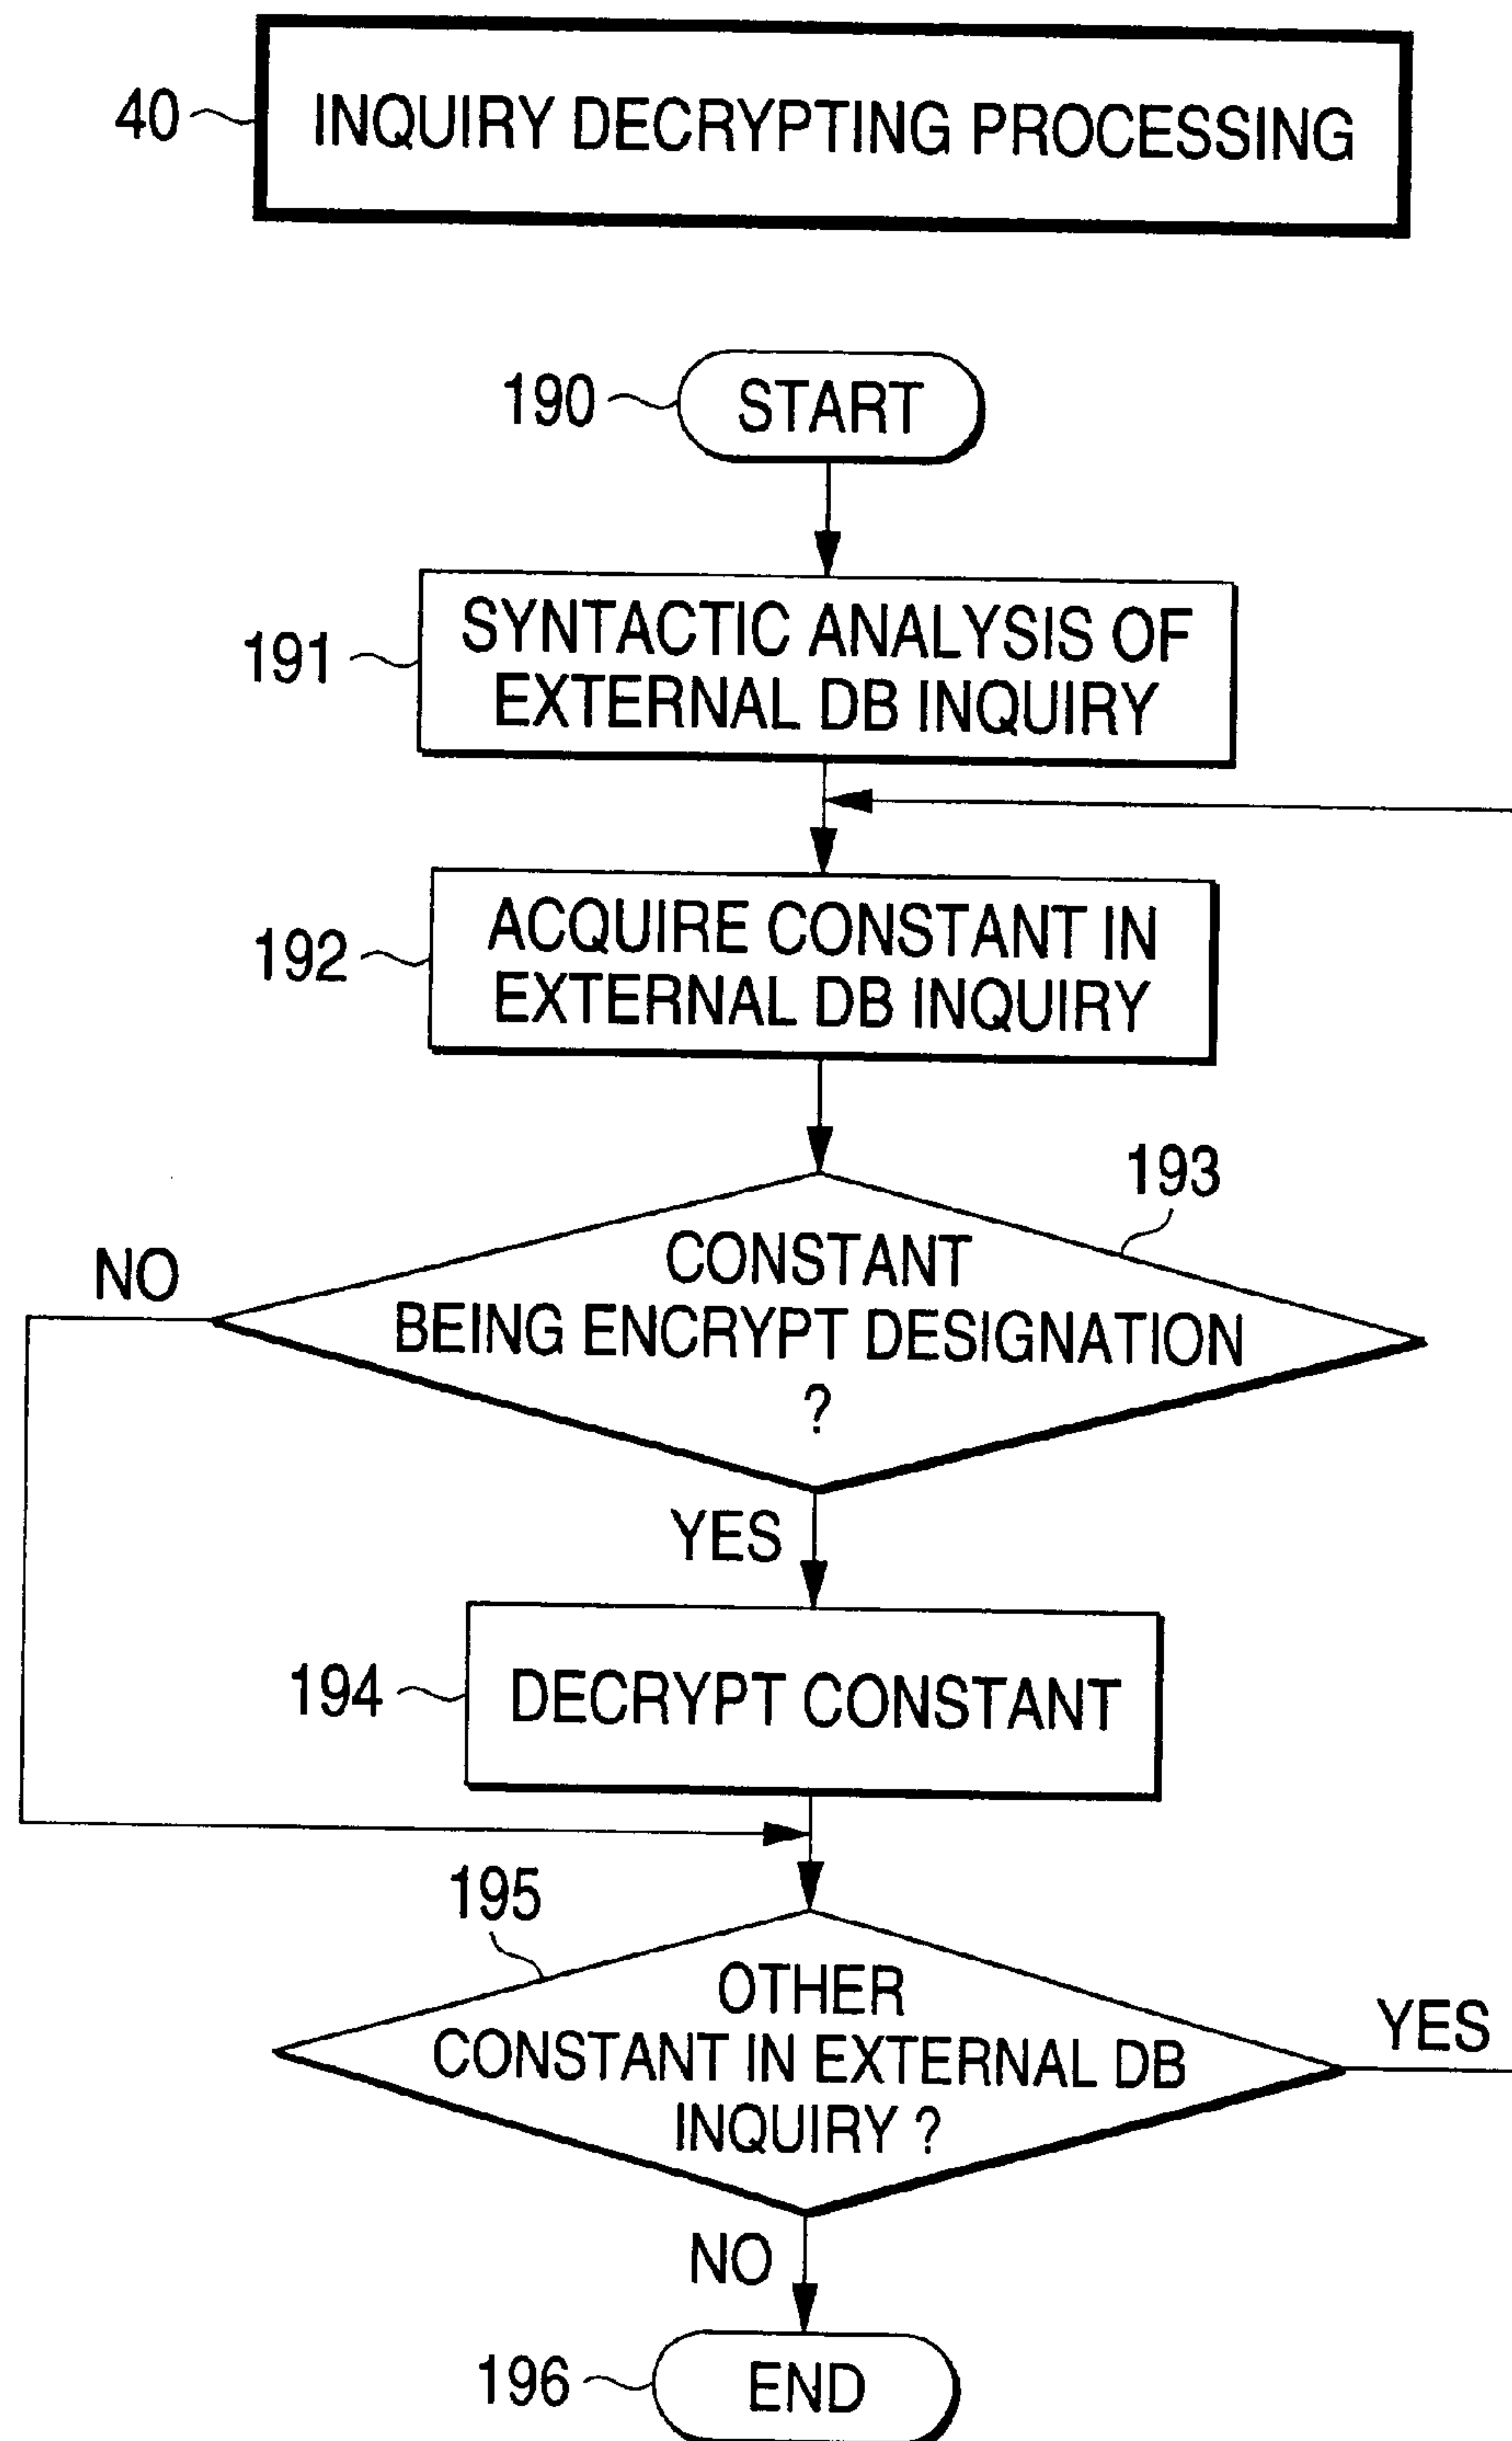 40
INQUIRY DECRYPTING PROCESSING
190
START
191
SYNTACTIC ANALYSIS OF
EXTERNAL DB INQUIRY
192
ACQUIRE CONSTANT IN
EXTERNAL DB INQUIRY
193
CONSTANT
BEING ENCRYPT DESIGNATION
?
NO
YES
194
DECRYPT CONSTANT
195
OTHER
CONSTANT IN EXTERNAL DB
INQUIRY ?
YES
NO
196
END